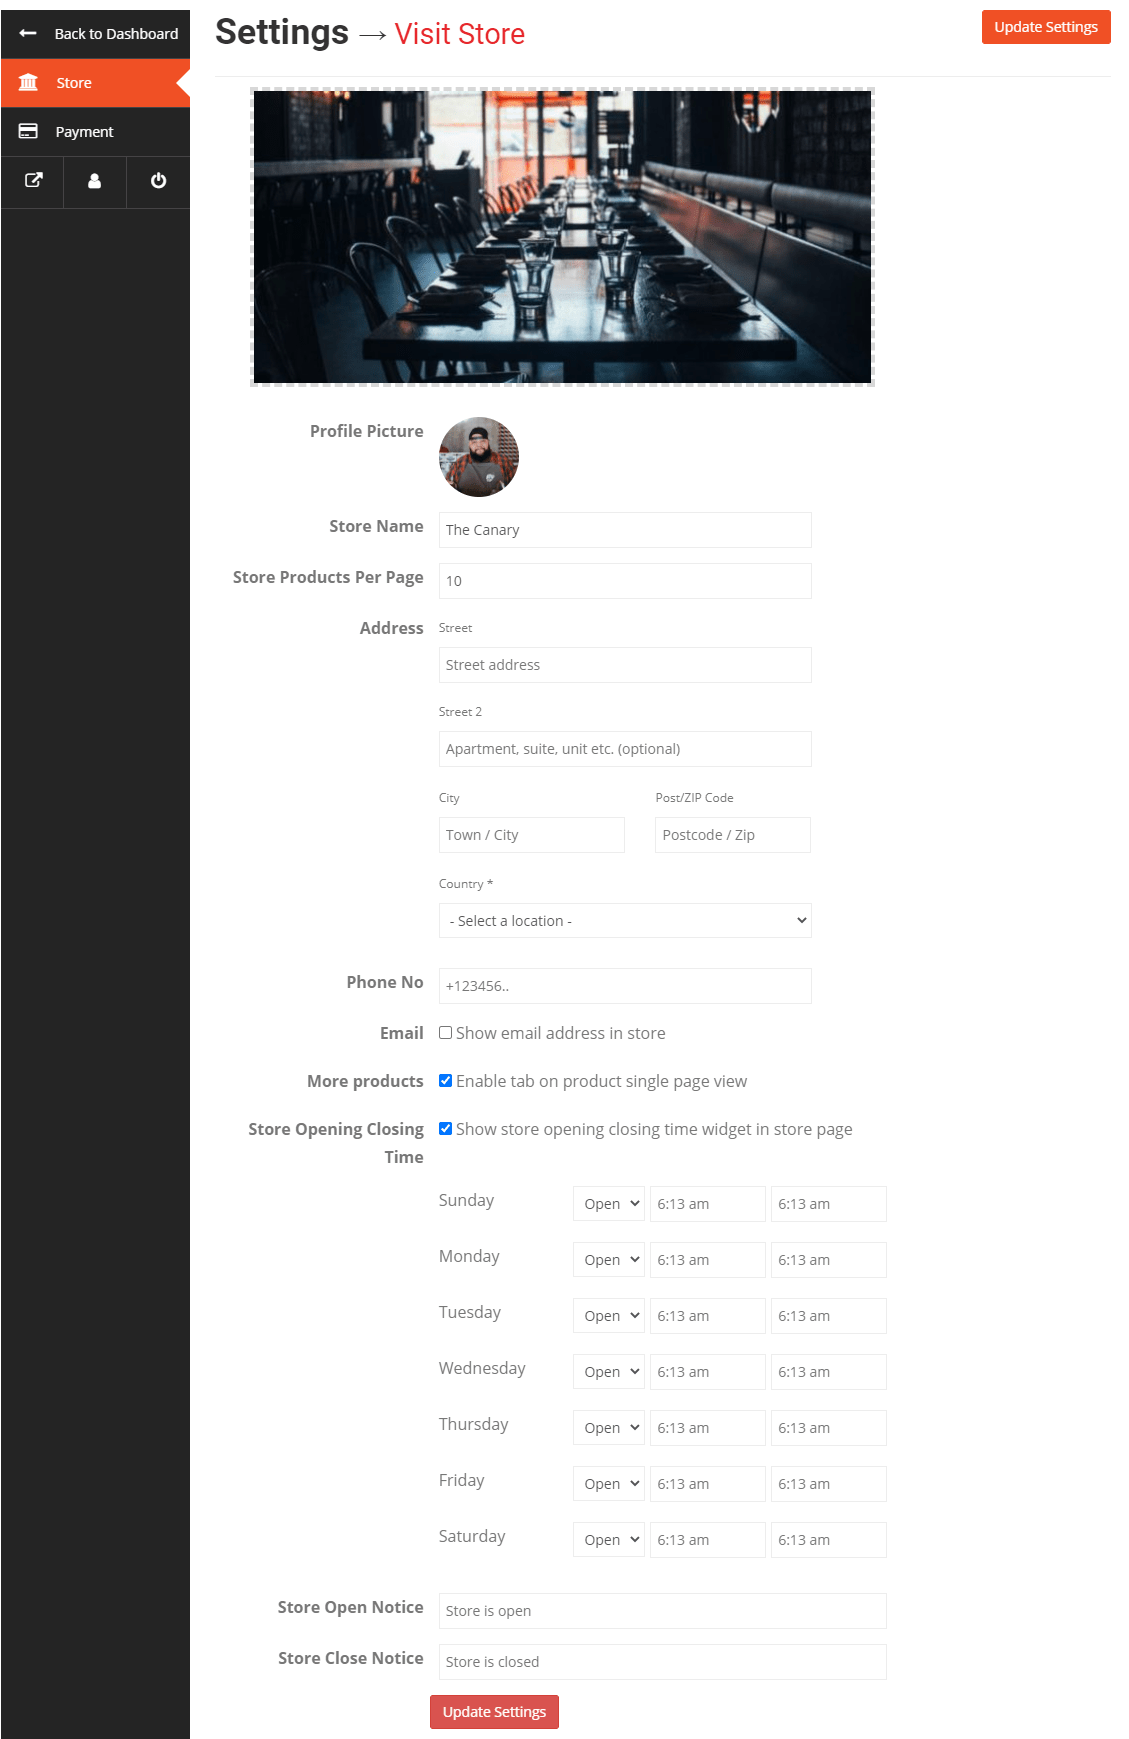 Back to Dashboard
Store
Payment
Settings → Visit Store
Update Settings
Profile Picture
Store Name
The Canary
Store Products Per Page
10
Address
Street
Street address
Street 2
Apartment, suite, unit etc. (optional)
City
Post/ZIP Code
Town / City
Postcode / Zip
Country *
- Select a location -
Phone No
+123456..
Email
Show email address in store
More products
Enable tab on product single page view
Store Opening Closing
Time
Show store opening closing time widget in store page
Sunday Open 6:13 am 6:13 am
Monday Open 6:13 am 6:13 am
Tuesday Open 6:13 am 6:13 am
Wednesday Open 6:13 am 6:13 am
Thursday Open 6:13 am 6:13 am
Friday Open 6:13 am 6:13 am
Saturday Open 6:13 am 6:13 am
Store Open Notice
Store is open
Store Close Notice
Store is closed
Update Settings